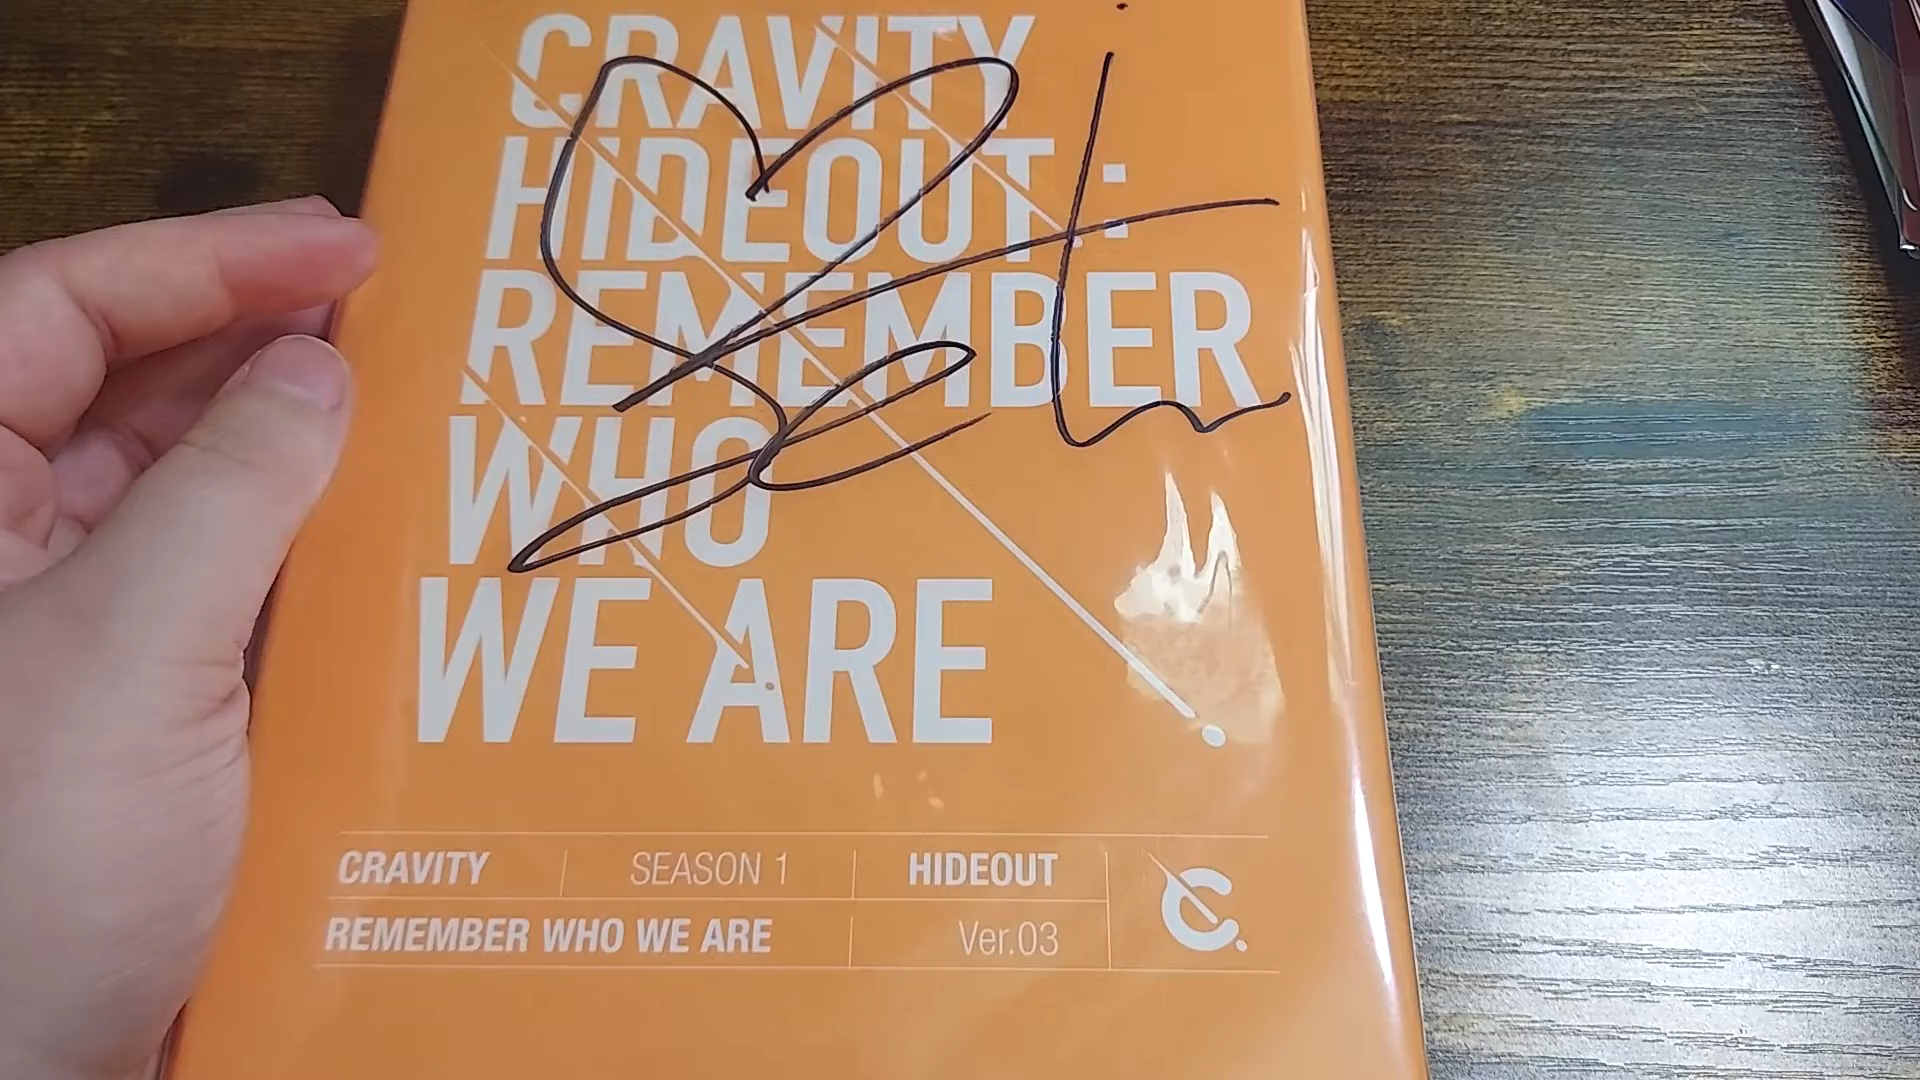 CRAVITY
HIDEOUT :
REMEMBER
WHO
WE ARE
CRAVITY
SEASON 1
HIDEOUT
REMEMBER WHO WE ARE
Ver.03
C.